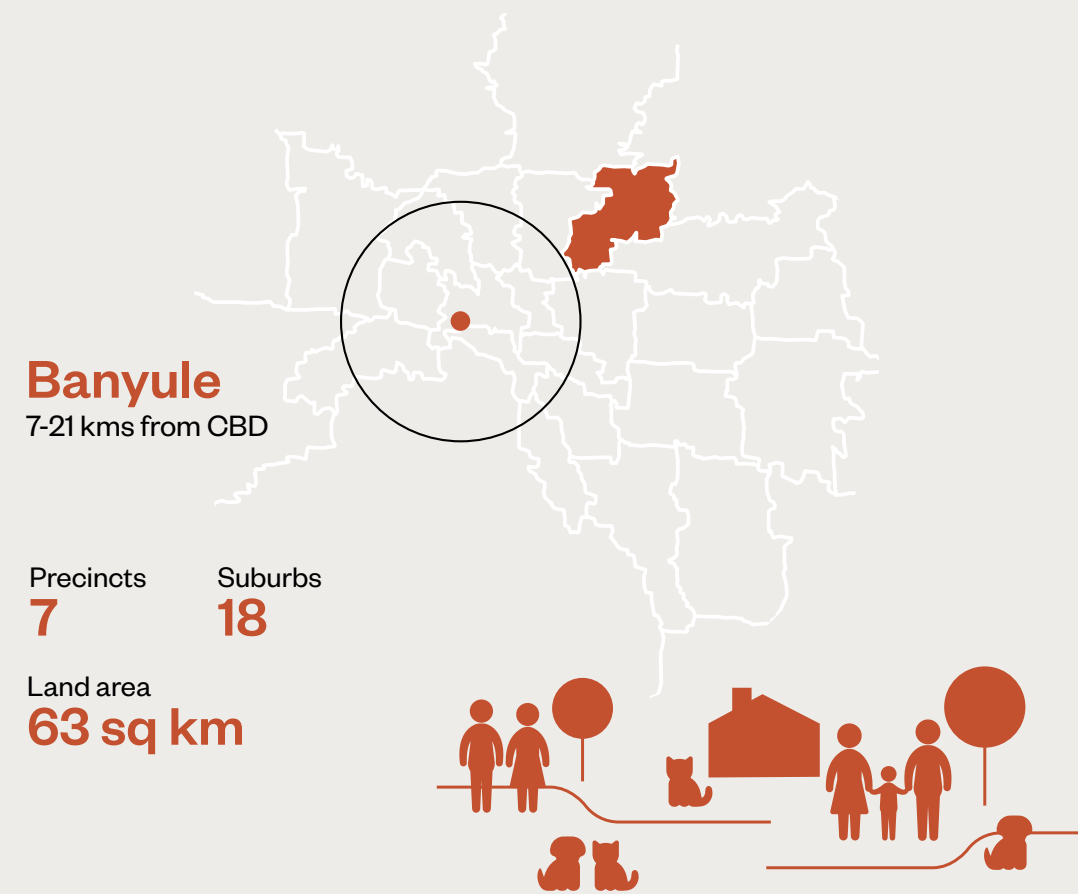 Banyule
7-21 kms from CBD
Precincts
7
Suburbs
18
Land area
63 sq km